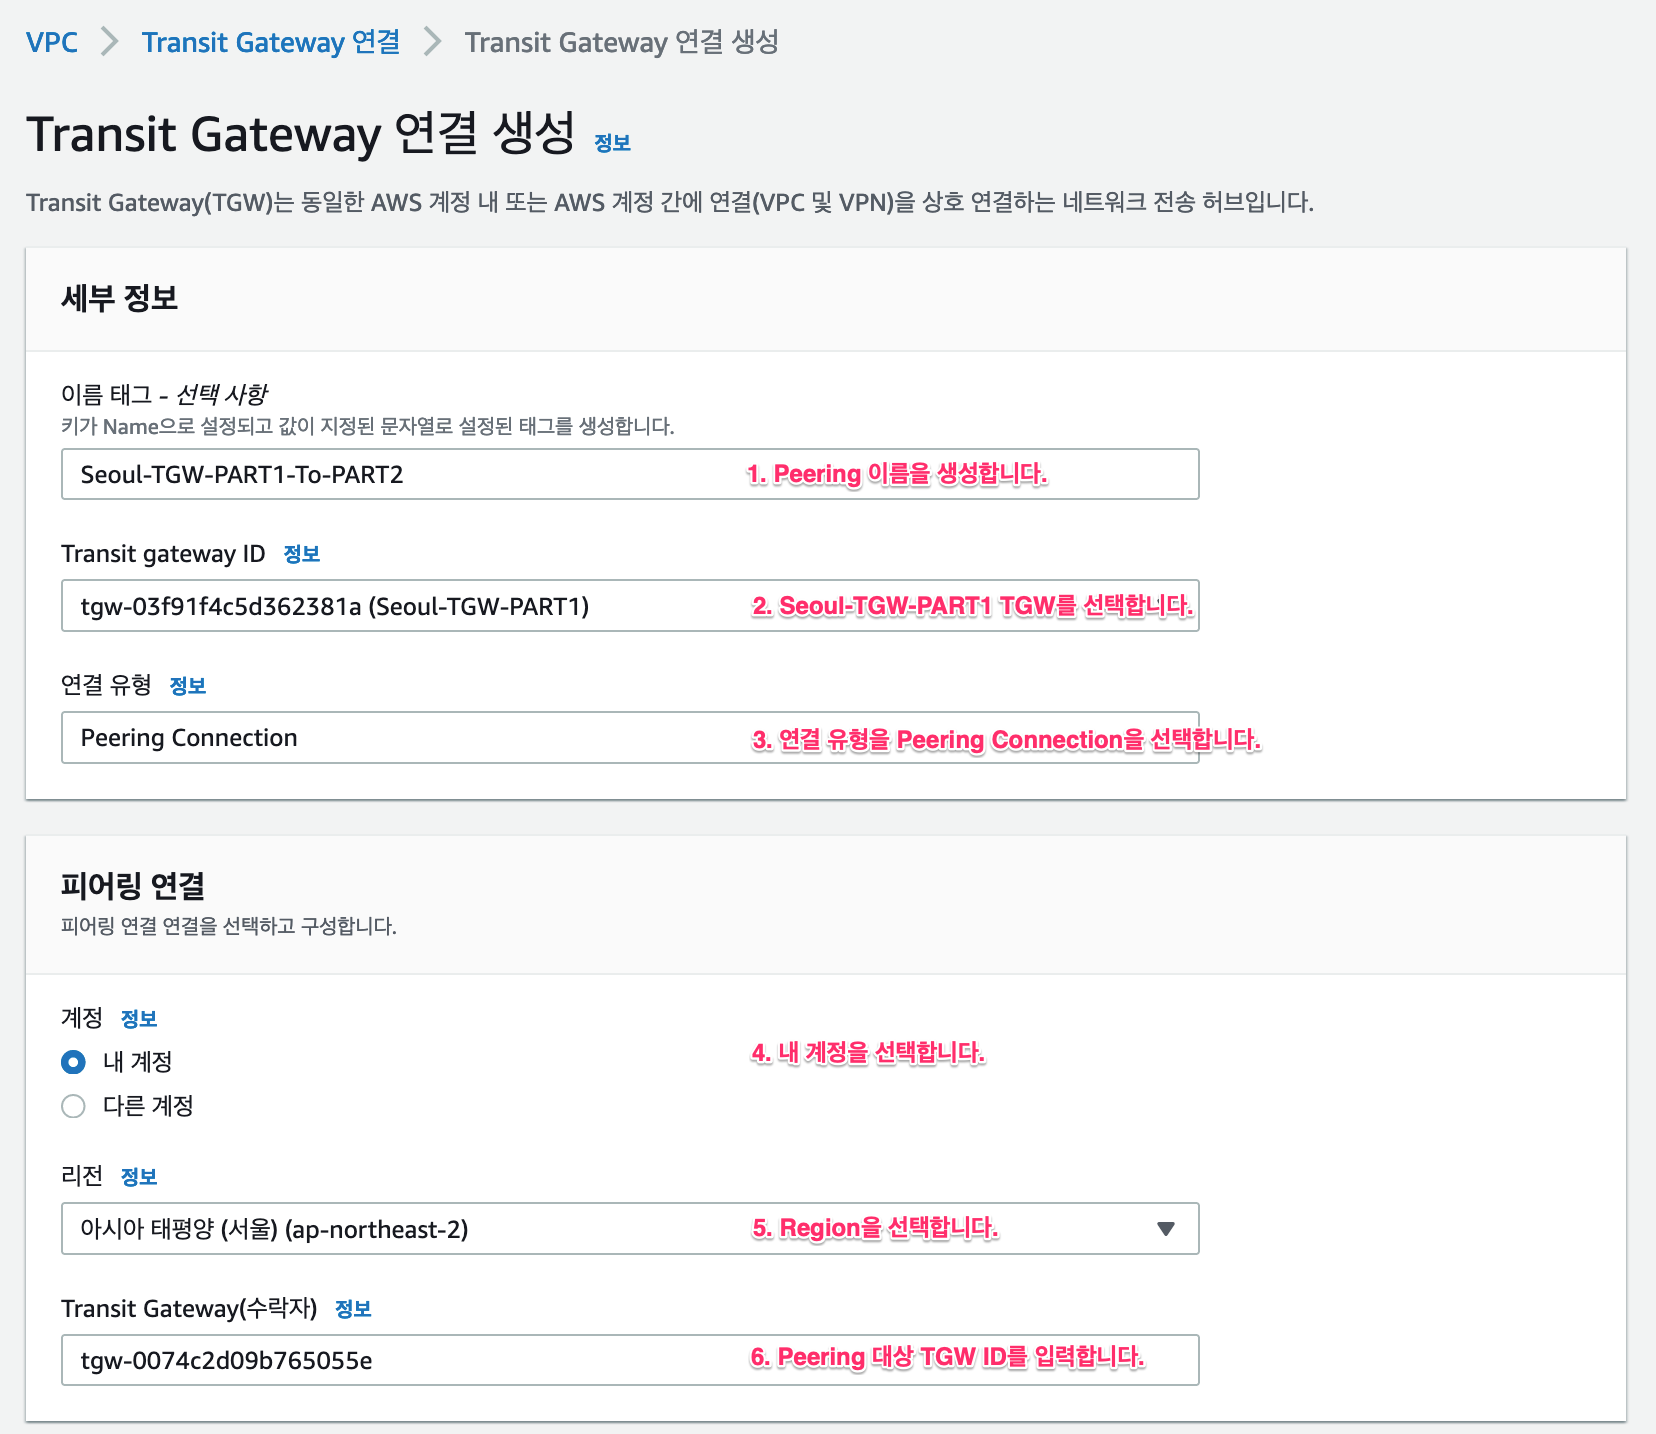 VPC > Transit Gateway 연결 > Transit Gateway 연결 생성
Transit Gateway 연결 생성 정보
Transit Gateway(TGW)는 동일한 AWS 계정 내 또는 AWS 계정 간에 연결(VPC 및 VPN)을 상호 연결하는 네트워크 전송 허브입니다.
세부 정보
이름 태그 - 선택 사항
키가 Name으로 설정되고 값이 지정된 문자열로 설정된 태그를 생성합니다.
Seoul-TGW-PART1-To-PART2 1. Peering 이름을 생성합니다.
Transit gateway ID 정보
tgw-03f91f4c5d362381a (Seoul-TGW-PART1) 2. Seoul-TGW-PART1 TGW를 선택합니다.
연결 유형 정보
Peering Connection 3. 연결 유형을 Peering Connection을 선택합니다.
피어링 연결
피어링 연결 연결을 선택하고 구성합니다.
계정 정보
내 계정 4. 내 계정을 선택합니다.
다른 계정
리전 정보
아시아 태평양 (서울) (ap-northeast-2) 5. Region을 선택합니다.
Transit Gateway(수락자) 정보
tgw-0074c2d09b765055e 6. Peering 대상 TGW ID를 입력합니다.